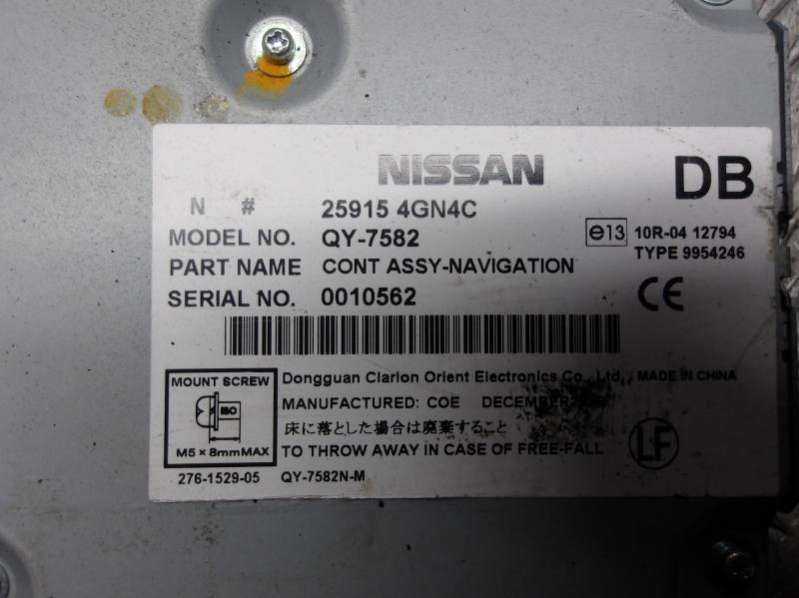 NISSAN
DB
N # 25915 4GN4C
MODEL NO. QY-7582
e13 10R-04 12794
TYPE 9954246
PART NAME CONT ASSY-NAVIGATION
SERIAL NO. 0010562
CE
MOUNT SCREW
ISO
M5 × 8mmMAX
Dongguan Clarion Orient Electronics Co., Ltd., MADE IN CHINA
MANUFACTURED: COE DECEMBER
床に落とした場合は廃棄すること
TO THROW AWAY IN CASE OF FREE-FALL
LF
276-1529-05 QY-7582N-M